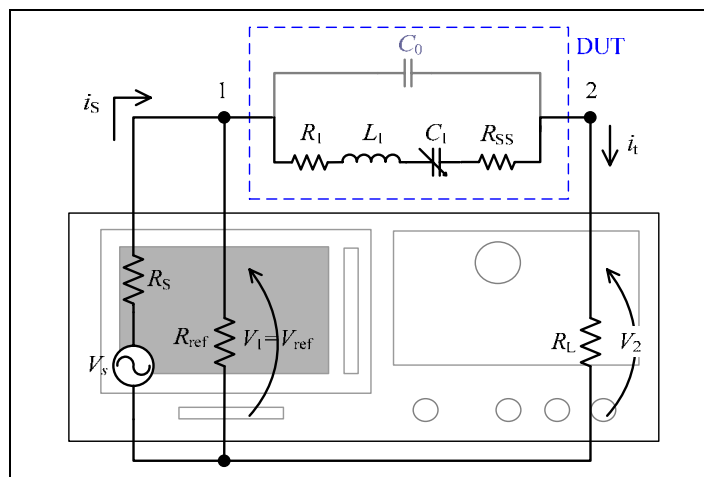 DUT
C0
iS
1
2
R1
L1
C1
RSS
it
RS
Rref
V1=Vref
RL
V2
Vs